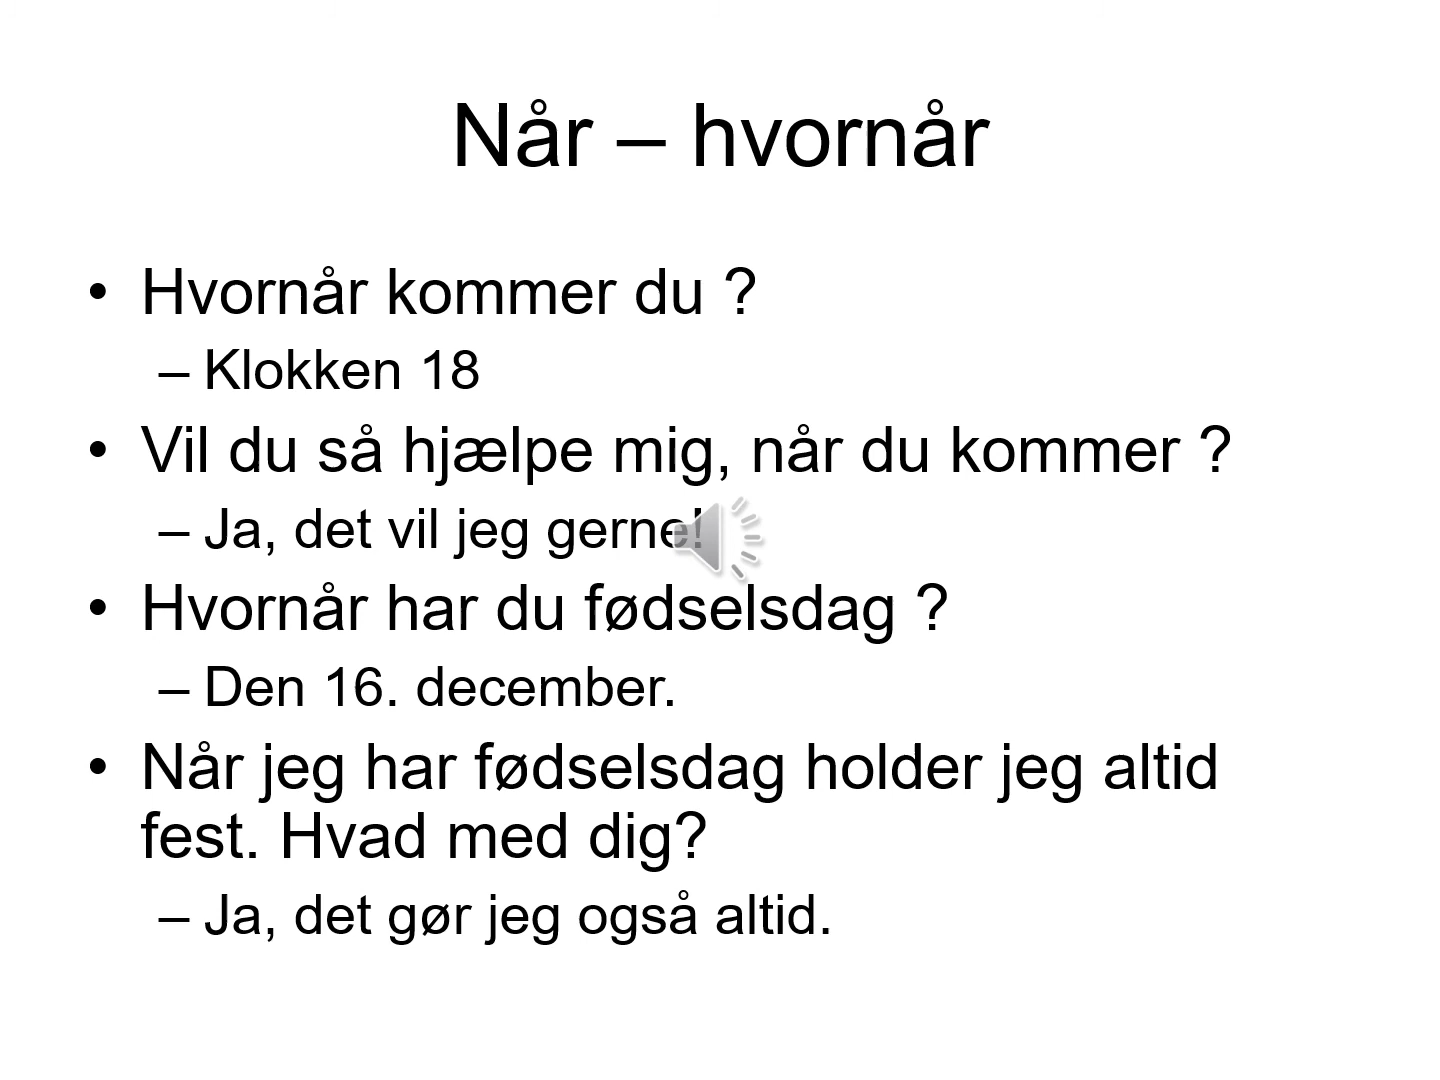 Når – hvornår
• Hvornår kommer du ?
– Klokken 18
• Vil du så hjælpe mig, når du kommer ?
– Ja, det vil jeg gerne!
• Hvornår har du fødselsdag ?
– Den 16. december.
• Når jeg har fødselsdag holder jeg altid
fest. Hvad med dig?
– Ja, det gør jeg også altid.